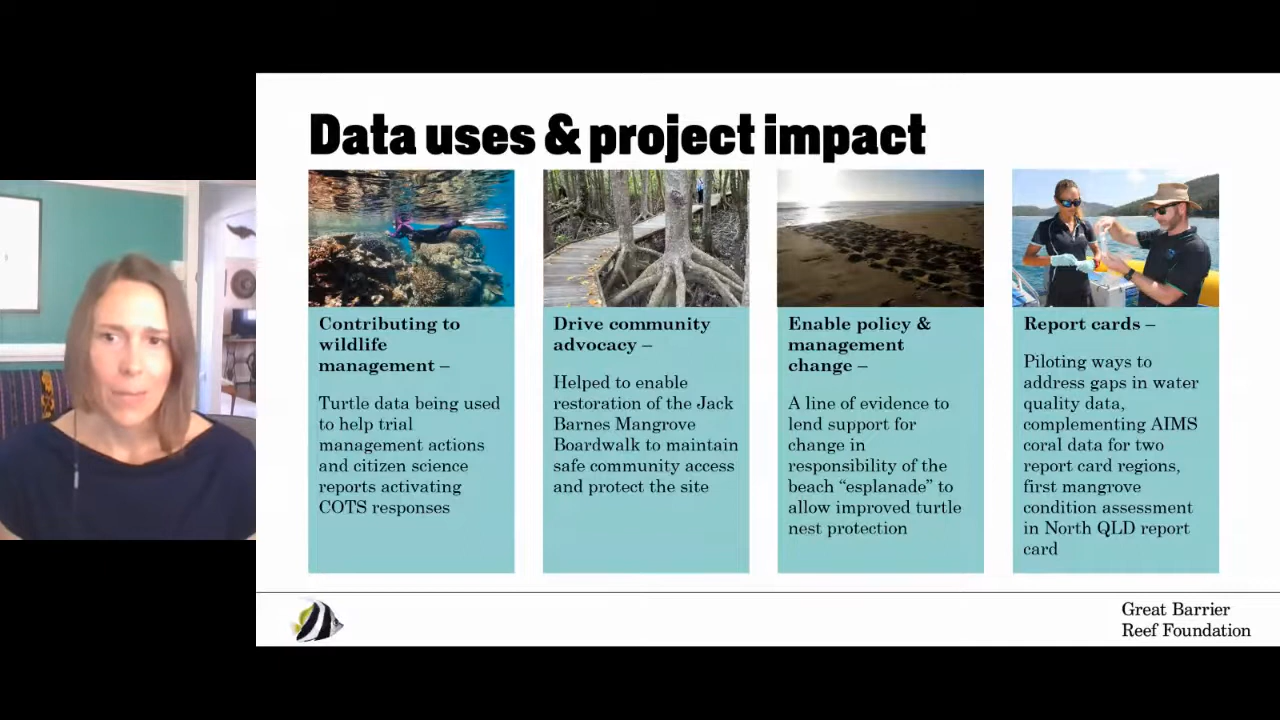 Data uses & project impact
Contributing to
wildlife
management –
Turtle data being used
to help trial
management actions
and citizen science
reports activating
COTS responses
Drive community
advocacy –
Helped to enable
restoration of the Jack
Barnes Mangrove
Boardwalk to maintain
safe community access
and protect the site
Enable policy &
management
change –
A line of evidence to
lend support for
change in
responsibility of the
beach “esplanade” to
allow improved turtle
nest protection
Report cards –
Piloting ways to
address gaps in water
quality data,
complementing AIMS
coral data for two
report card regions,
first mangrove
condition assessment
in North QLD report
card
Great Barrier
Reef Foundation